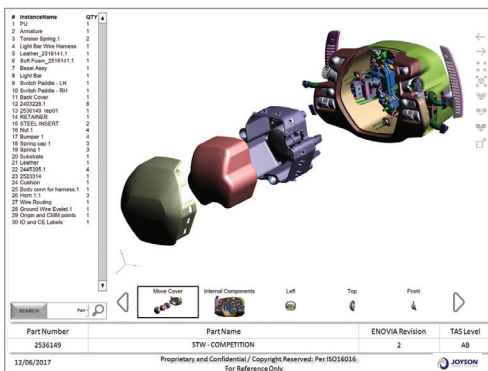 # InstanceName QTY
1 PU 1
2 Armature 1
3 Torsion Spring.1 2
4 Light Bar Wire Harness 1
5 Leather_2516141.1 1
6 Soft Foam_2516141.1 1
7 Bezel Assy 1
8 Light Bar 1
9 Switch Paddle - LH 1
10 Switch Paddle - RH 1
11 Back Cover 1
12 2403228.1 8
13 2536149_rep01 1
14 RETAINER 1
15 STEEL INSERT 2
16 Nut 1 4
17 Bumper 1 4
18 Spring cap 1 3
19 Spring 1 3
20 Substrate 1
21 Leather 1
22 2445395.1 4
23 2523314 1
24 Cushion 1
25 Body conn for harness.1 1
26 Horn 1.1 3
27 Wire Routing 1
28 Ground Wire Eyelet.1 1
29 Origin and CMM points 1
30 ID and CE Labels 1
SEARCH Part
Move Cover Internal Components Left Top Front
Part Number Part Name ENOVIA Revision TAS Level
2536149 STW - COMPETITION 2 AB
12/06/2017 Proprietary and Confidential / Copyright Reserved: Per ISO16016
For Reference Only
JOYSON